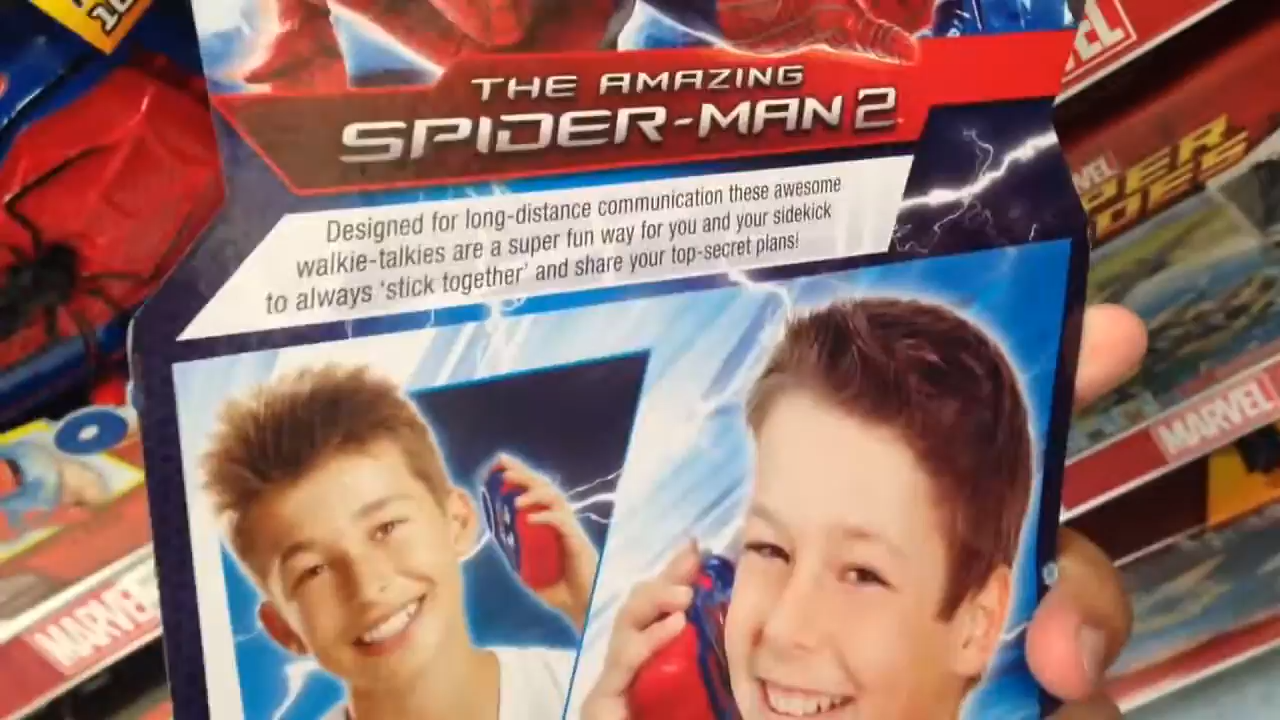 THE AMAZING
SPIDER-MAN 2
Designed for long-distance communication these awesome
walkie-talkies are a super fun way for you and your sidekick
to always ‘stick together’ and share your top-secret plans!
MARVEL
MARVEL